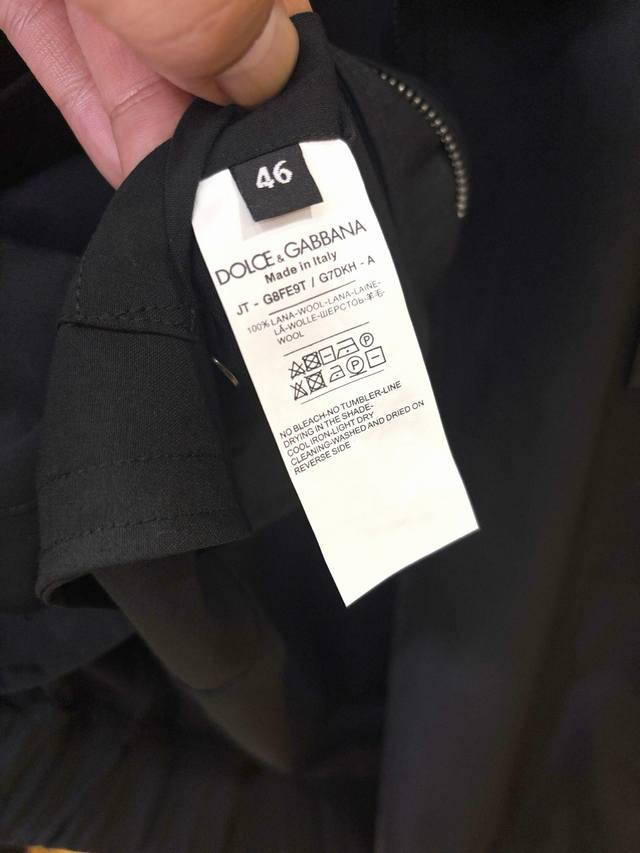 46
DOLCE & GABBANA
Made in Italy
JT - G8FE9T / G7DKH - A
100% LANA-WOOL-LANA-LAINE-
LÃ-WOLLE-ШЕРСТОЬ-羊毛-
WOOL
P
P
NO BLEACH-NO TUMBLER-LINE
DRYING IN THE SHADE-
COOL IRON-LIGHT DRY
CLEANING-WASHED AND DRIED ON
REVERSE SIDE